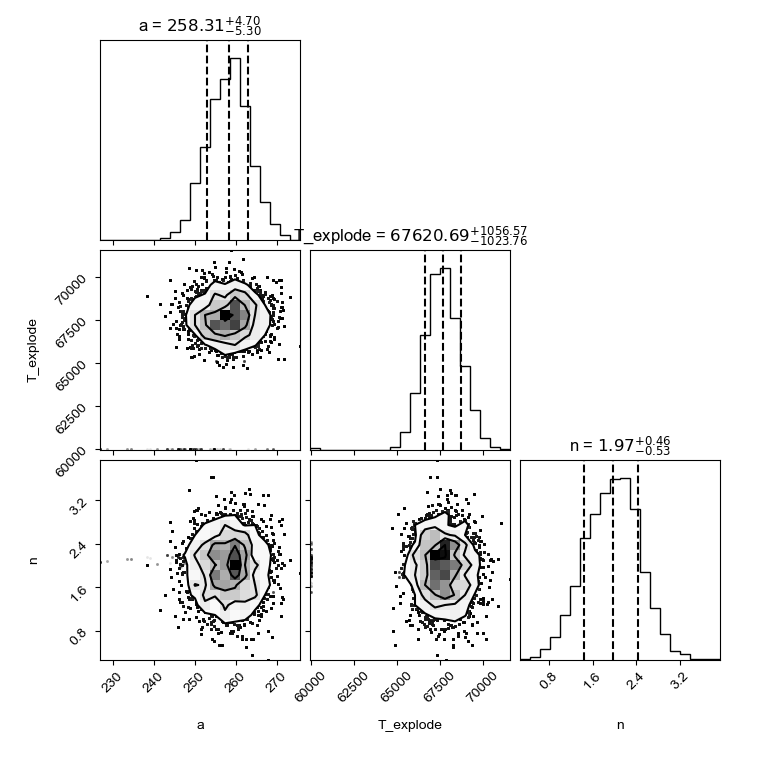 a = 258.31+4.70−5.30
T_explode = 67620.69+1056.57−1023.76
n = 1.97+0.46−0.53
T_explode
70000
67500
65000
62500
60000
n
3.2
2.4
1.6
0.8
230 240 250 260 270
60000 62500 65000 67500 70000
0.8 1.6 2.4 3.2
a T_explode n